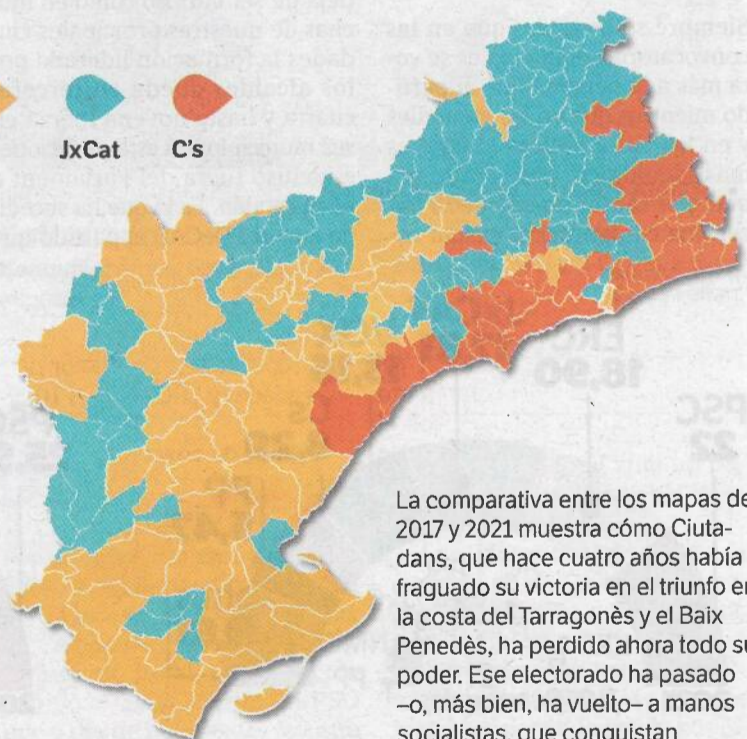 JxCat
C's
La comparativa entre los mapas de
2017 y 2021 muestra cómo Ciuta-
dans, que hace cuatro años había
fraguado su victoria en el triunfo en
la costa del Tarragonès y el Baix
Penedès, ha perdido ahora todo su
poder. Ese electorado ha pasado
–o, más bien, ha vuelto– a manos
socialistas, que conquistan